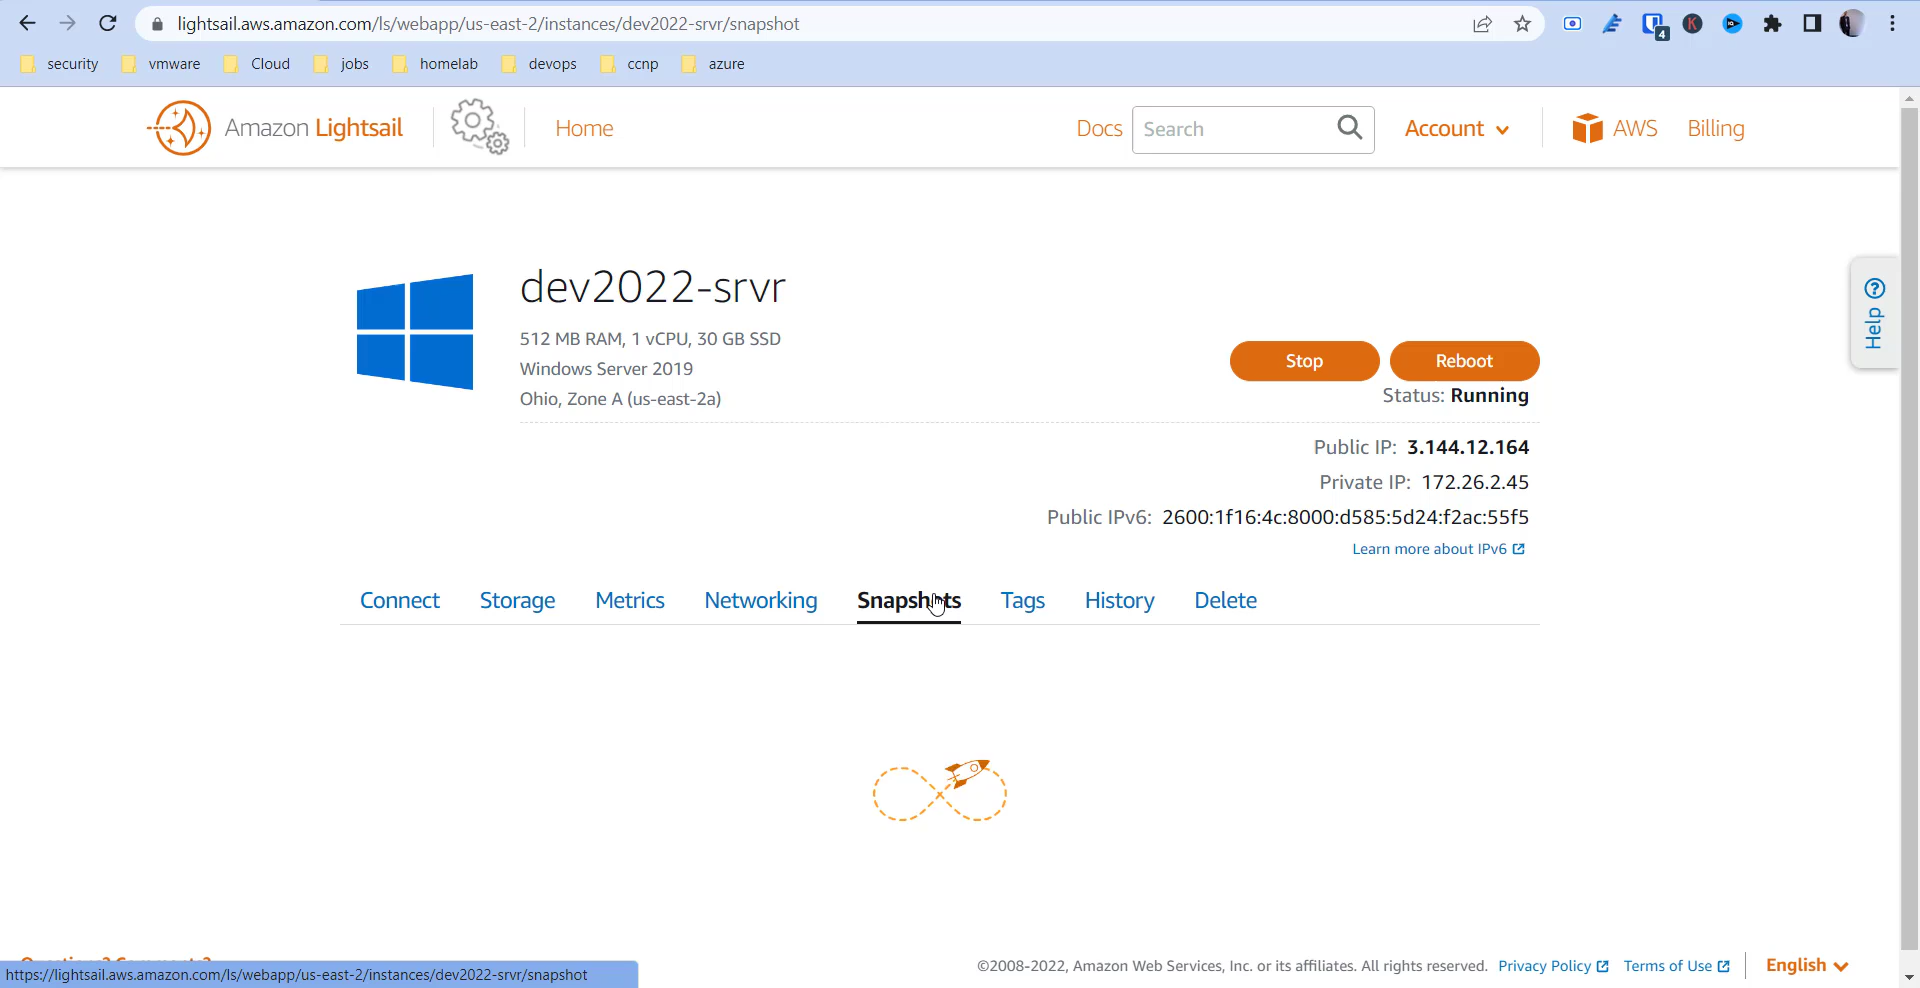 lightsail.aws.amazon.com/ls/webapp/us-east-2/instances/dev2022-srvr/snapshot
4
K
security vmware Cloud jobs homelab devops ccnp azure
Amazon Lightsail Home Docs Search Account AWS Billing
dev2022-srvr
512 MB RAM, 1 vCPU, 30 GB SSD
Windows Server 2019
Ohio, Zone A (us-east-2a)
Stop Reboot
Status: Running
Public IP: 3.144.12.164
Private IP: 172.26.2.45
Public IPv6: 2600:1f16:4c:8000:d585:5d24:f2ac:55f5
Learn more about IPv6
Help
Connect Storage Metrics Networking Snapshots Tags History Delete
©2008-2022, Amazon Web Services, Inc. or its affiliates. All rights reserved. Privacy Policy Terms of Use English
https://lightsail.aws.amazon.com/ls/webapp/us-east-2/instances/dev2022-srvr/snapshot